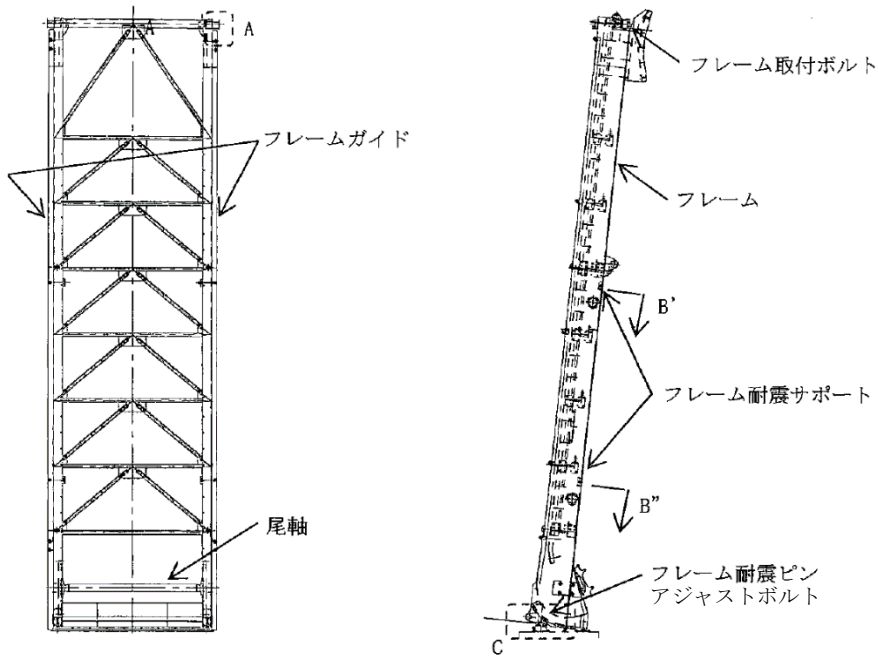 A
A
フレームガイド
尾軸
フレーム取付ボルト
フレーム
B'
フレーム耐震サポート
B"
フレーム耐震ピン
アジャストボルト
C